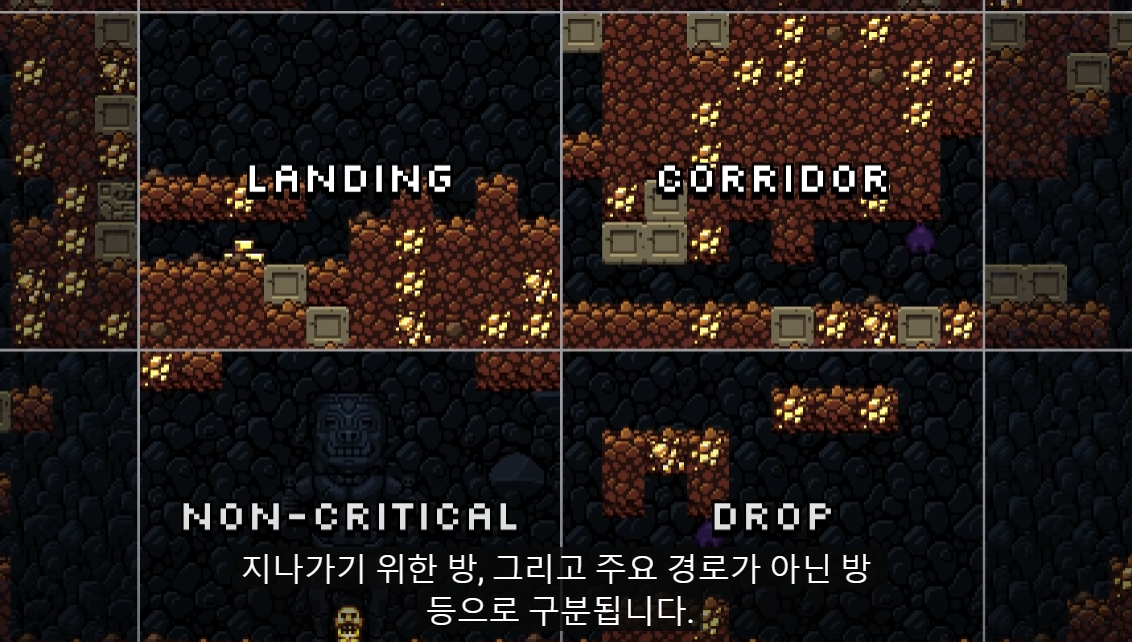 LANDING
CORRIDOR
NON-CRITICAL
DROP
지나가기 위한 방, 그리고 주요 경로가 아닌 방
등으로 구분됩니다.